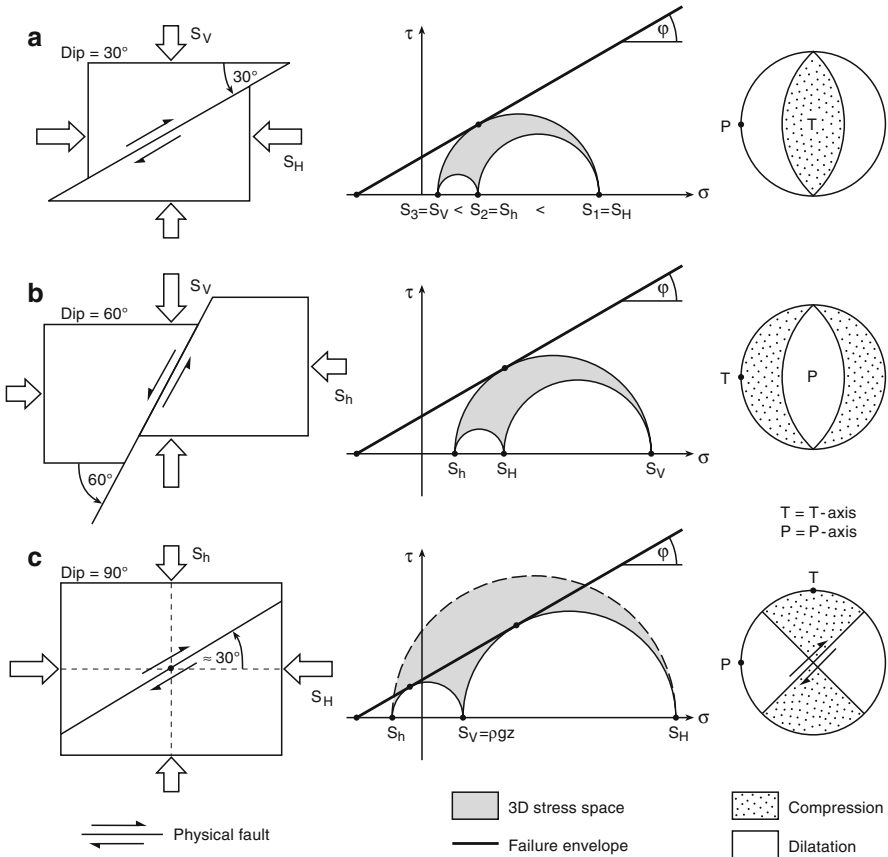 a
Dip = 30°
S_V
30°
S_H
τ
φ
S_3=S_V < S_2=S_h < S_1=S_H
σ
P
T
b
Dip = 60°
S_V
S_h
60°
τ
φ
S_h
S_H
S_V
σ
T
P
T = T-axis
P = P-axis
c
Dip = 90°
S_h
≈ 30°
S_H
τ
φ
S_h
S_V=ρgz
S_H
σ
T
P
Physical fault
3D stress space
Failure envelope
Compression
Dilatation